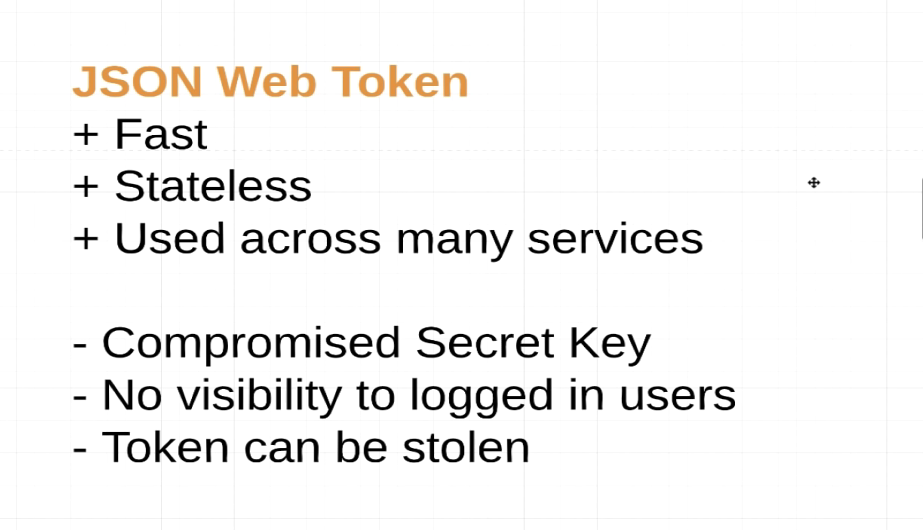 JSON Web Token
+ Fast
+ Stateless
+ Used across many services
- Compromised Secret Key
- No visibility to logged in users
- Token can be stolen